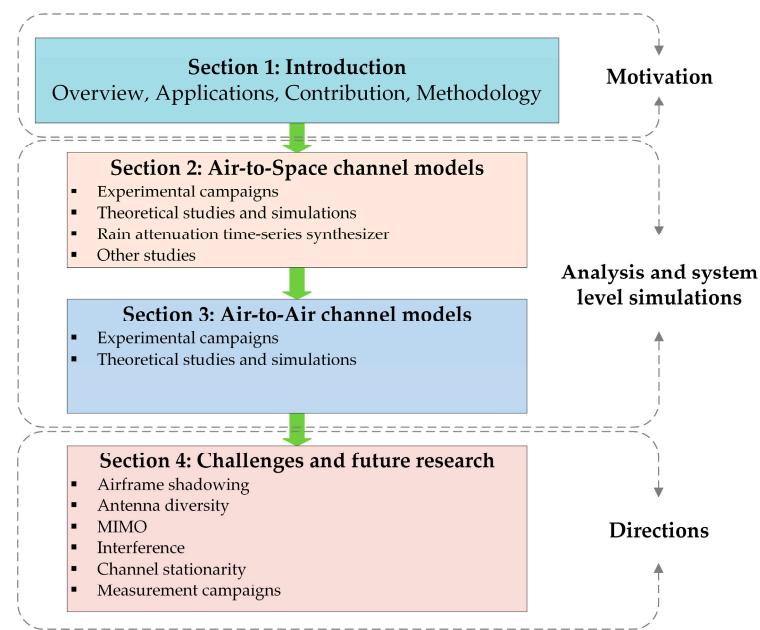 Section 1: Introduction
Overview, Applications, Contribution, Methodology
Motivation
Section 2: Air-to-Space channel models
▪ Experimental campaigns
▪ Theoretical studies and simulations
▪ Rain attenuation time-series synthesizer
▪ Other studies
Analysis and system
level simulations
Section 3: Air-to-Air channel models
▪ Experimental campaigns
▪ Theoretical studies and simulations
Section 4: Challenges and future research
▪ Airframe shadowing
▪ Antenna diversity
▪ MIMO
▪ Interference
▪ Channel stationarity
▪ Measurement campaigns
Directions